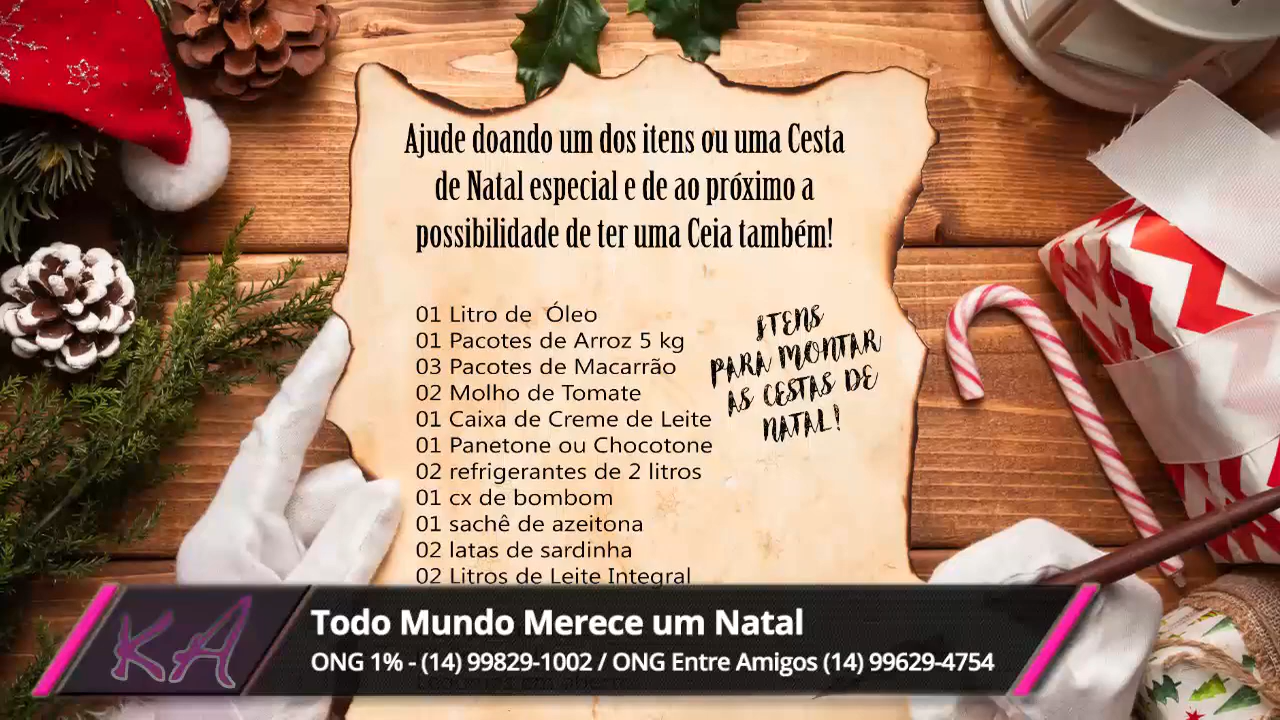 Ajude doando um dos itens ou uma Cesta
de Natal especial e de ao próximo a
possibilidade de ter uma Ceia também!
01 Litro de Óleo
01 Pacotes de Arroz 5 kg
03 Pacotes de Macarrão
02 Molho de Tomate
01 Caixa de Creme de Leite
01 Panetone ou Chocotone
02 refrigerantes de 2 litros
01 cx de bombom
01 sachê de azeitona
02 latas de sardinha
02 Litros de Leite Integral
ITENS
PARA MONTAR
AS CESTAS DE
NATAL!
KA
Todo Mundo Merece um Natal
ONG 1% - (14) 99829-1002 / ONG Entre Amigos (14) 99629-4754